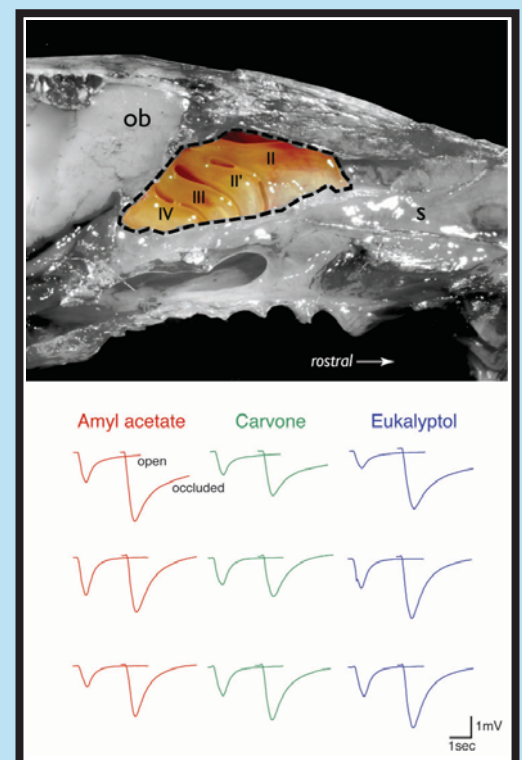 ob
II
II'
III
IV
s
rostral
Amyl acetate
Carvone
Eukalyptol
open
occluded
1mV
1sec